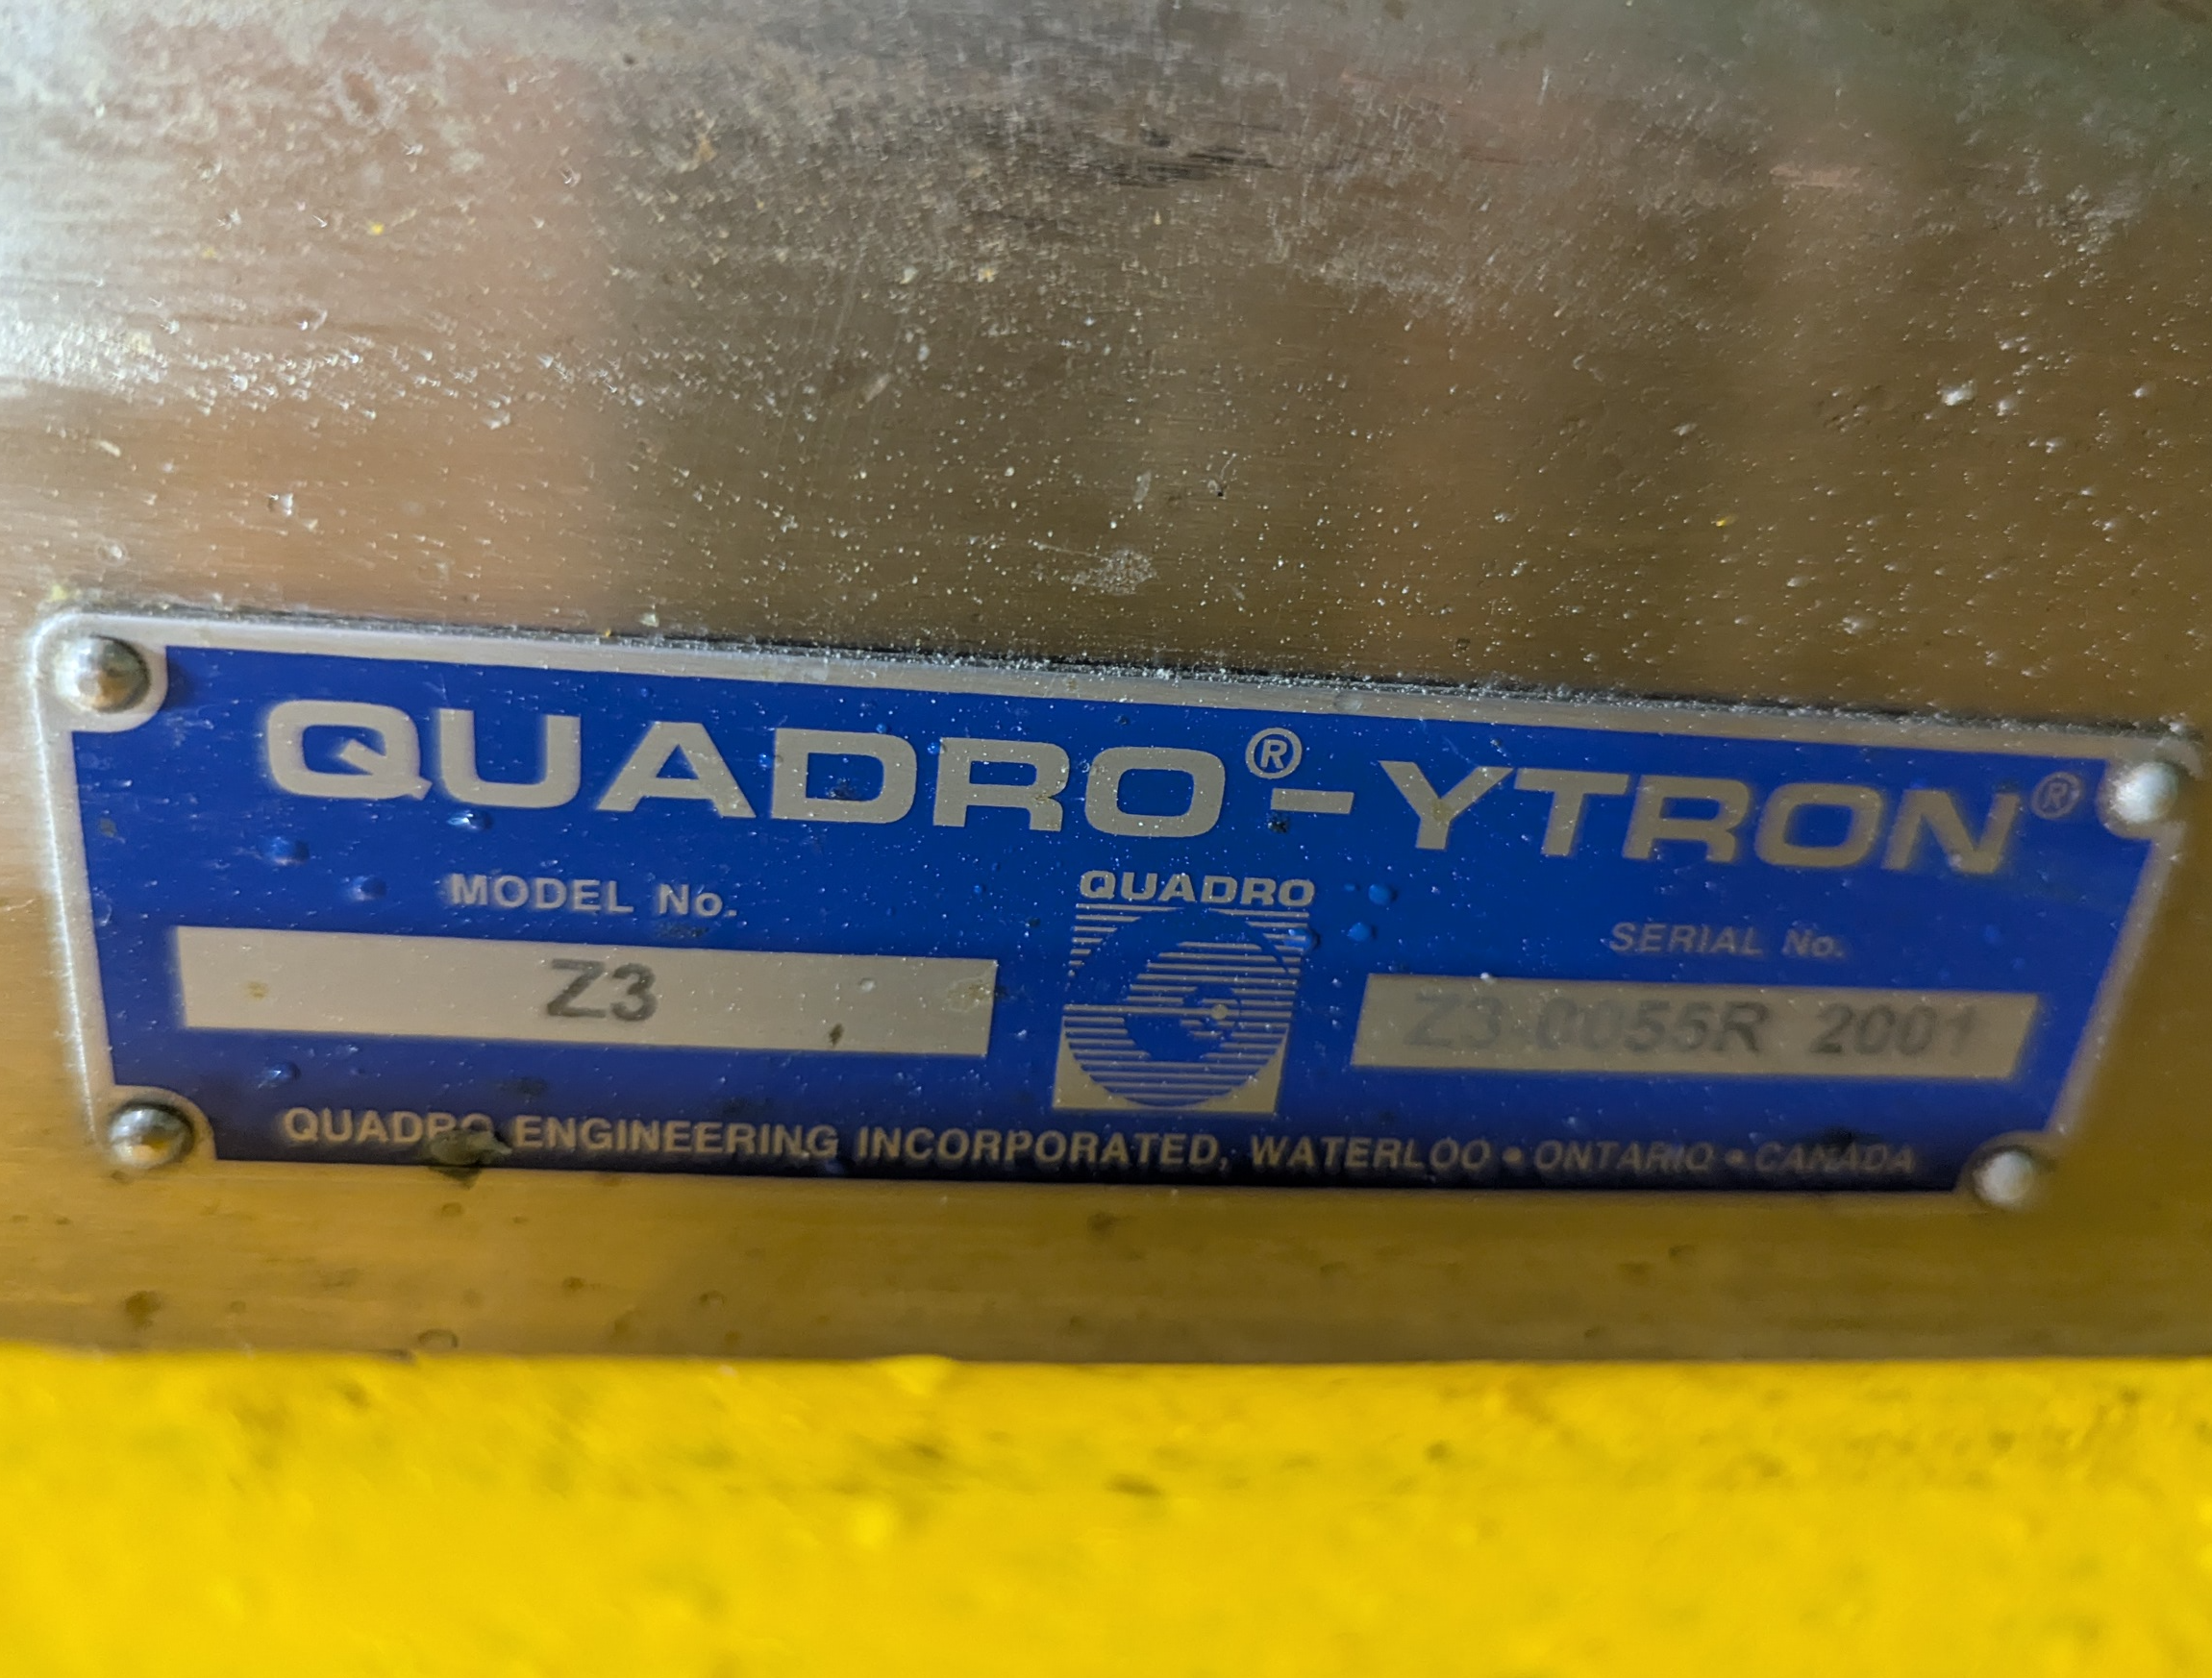 QUADRO®-YTRON®
MODEL No.
QUADRO
SERIAL No.
Z3
Z3-0055R 2001
QUADRO ENGINEERING INCORPORATED, WATERLOO • ONTARIO • CANADA